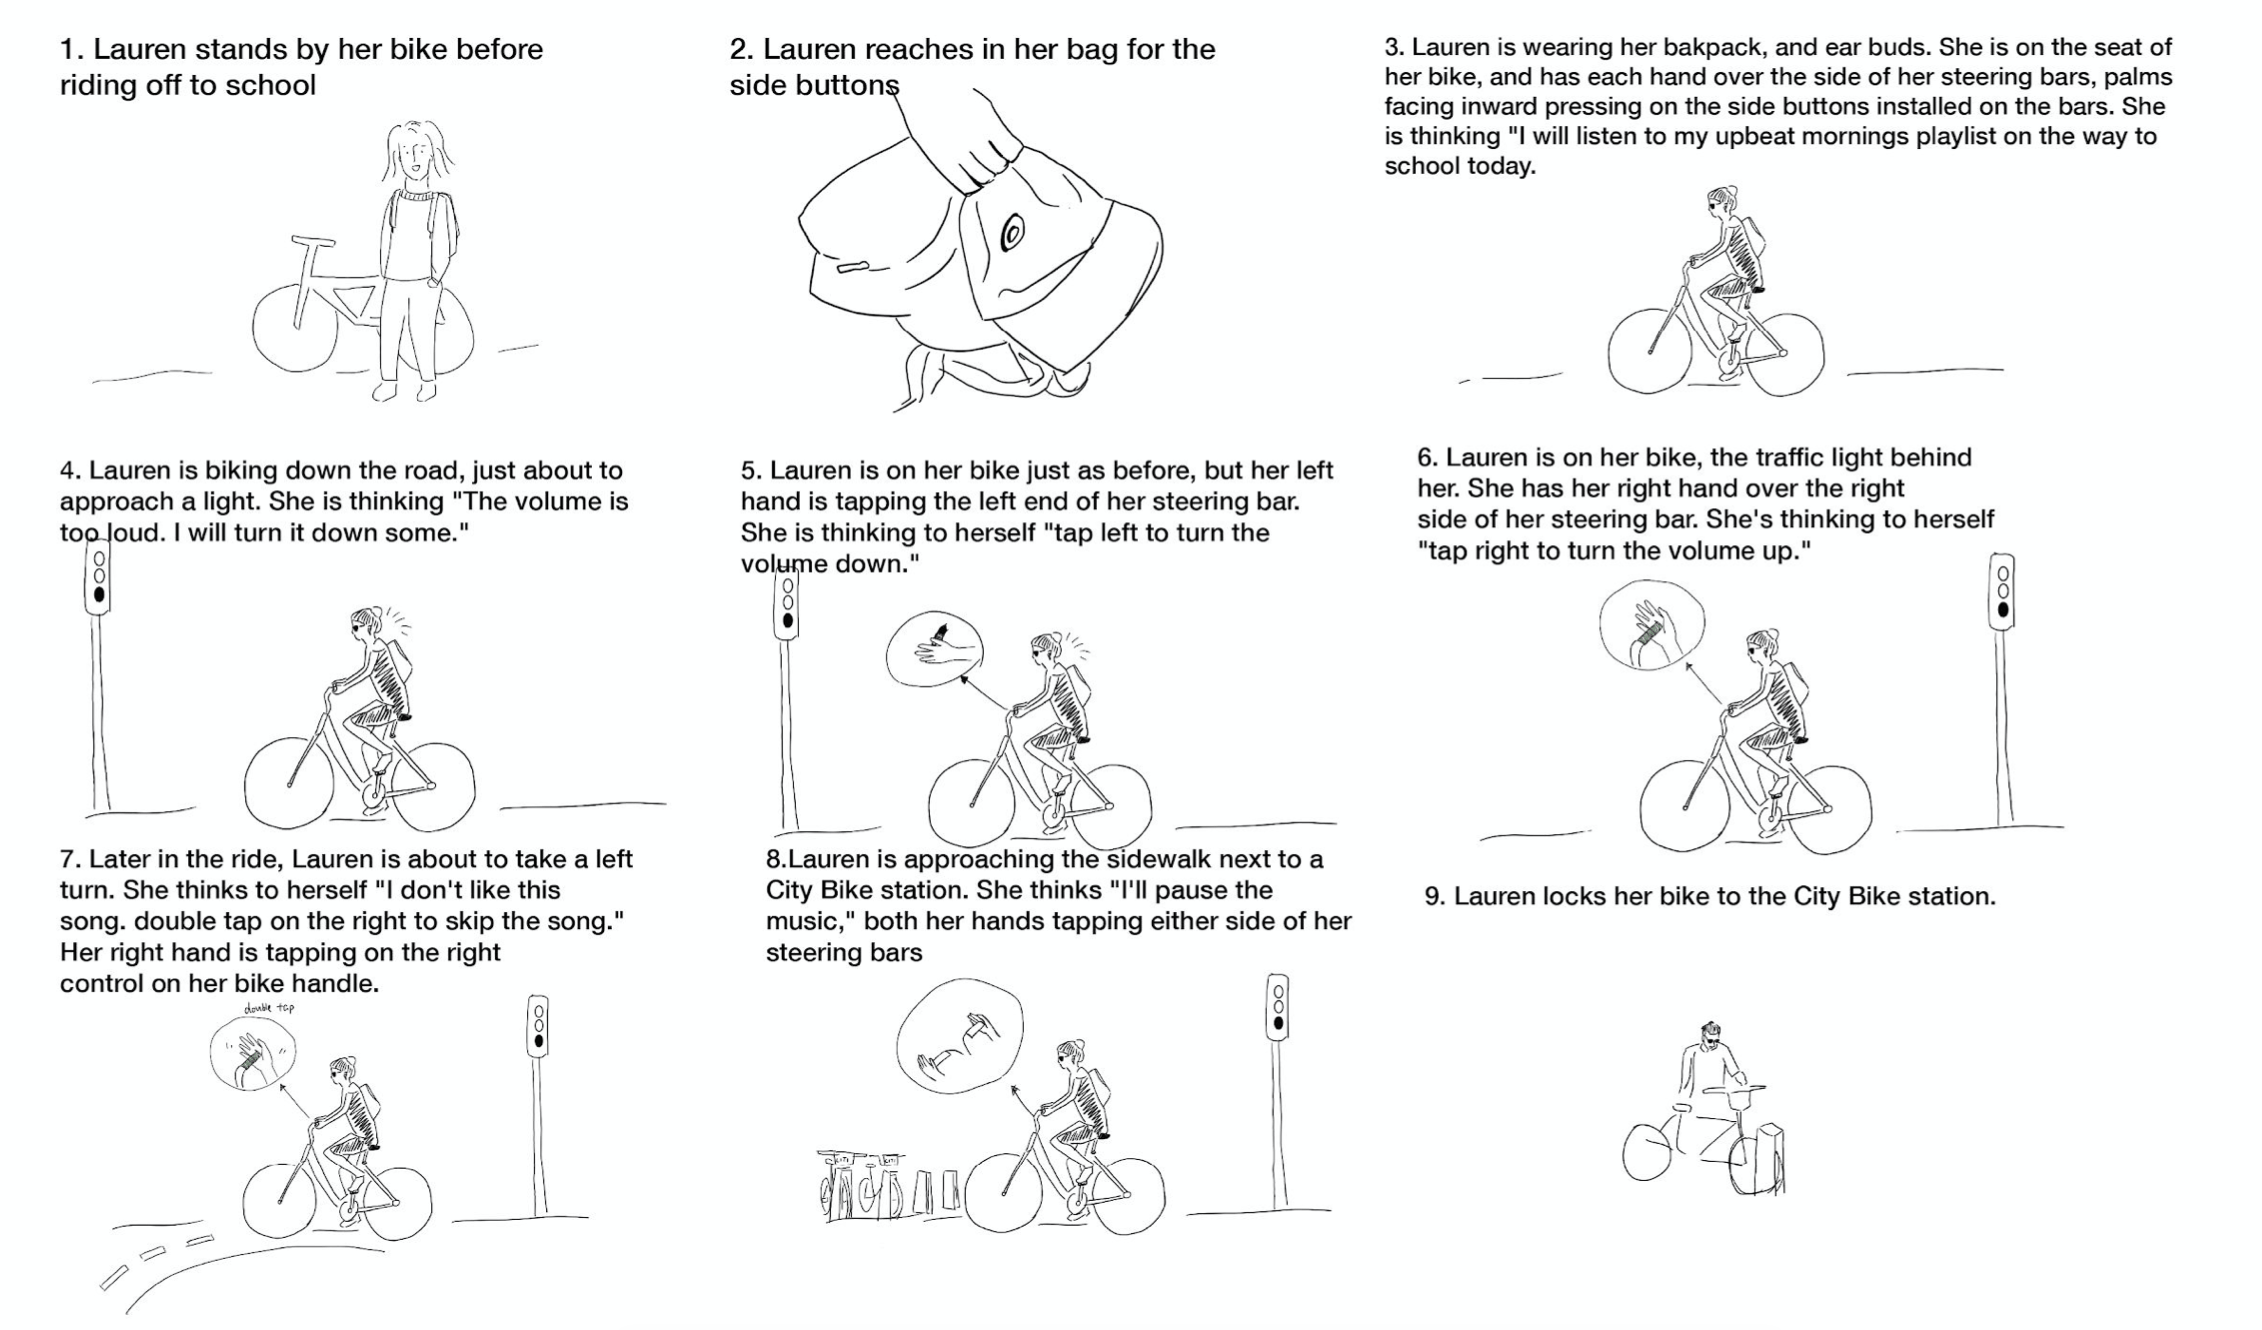 1. Lauren stands by her bike before
riding off to school
2. Lauren reaches in her bag for the
side buttons
3. Lauren is wearing her bakpack, and ear buds. She is on the seat of
her bike, and has each hand over the side of her steering bars, palms
facing inward pressing on the side buttons installed on the bars. She
is thinking "I will listen to my upbeat mornings playlist on the way to
school today.
4. Lauren is biking down the road, just about to
approach a light. She is thinking "The volume is
too loud. I will turn it down some."
5. Lauren is on her bike just as before, but her left
hand is tapping the left end of her steering bar.
She is thinking to herself "tap left to turn the
volume down."
6. Lauren is on her bike, the traffic light behind
her. She has her right hand over the right
side of her steering bar. She's thinking to herself
"tap right to turn the volume up."
7. Later in the ride, Lauren is about to take a left
turn. She thinks to herself "I don't like this
song. double tap on the right to skip the song."
Her right hand is tapping on the right
control on her bike handle.
double tap
8.Lauren is approaching the sidewalk next to a
City Bike station. She thinks "I'll pause the
music," both her hands tapping either side of her
steering bars
9. Lauren locks her bike to the City Bike station.